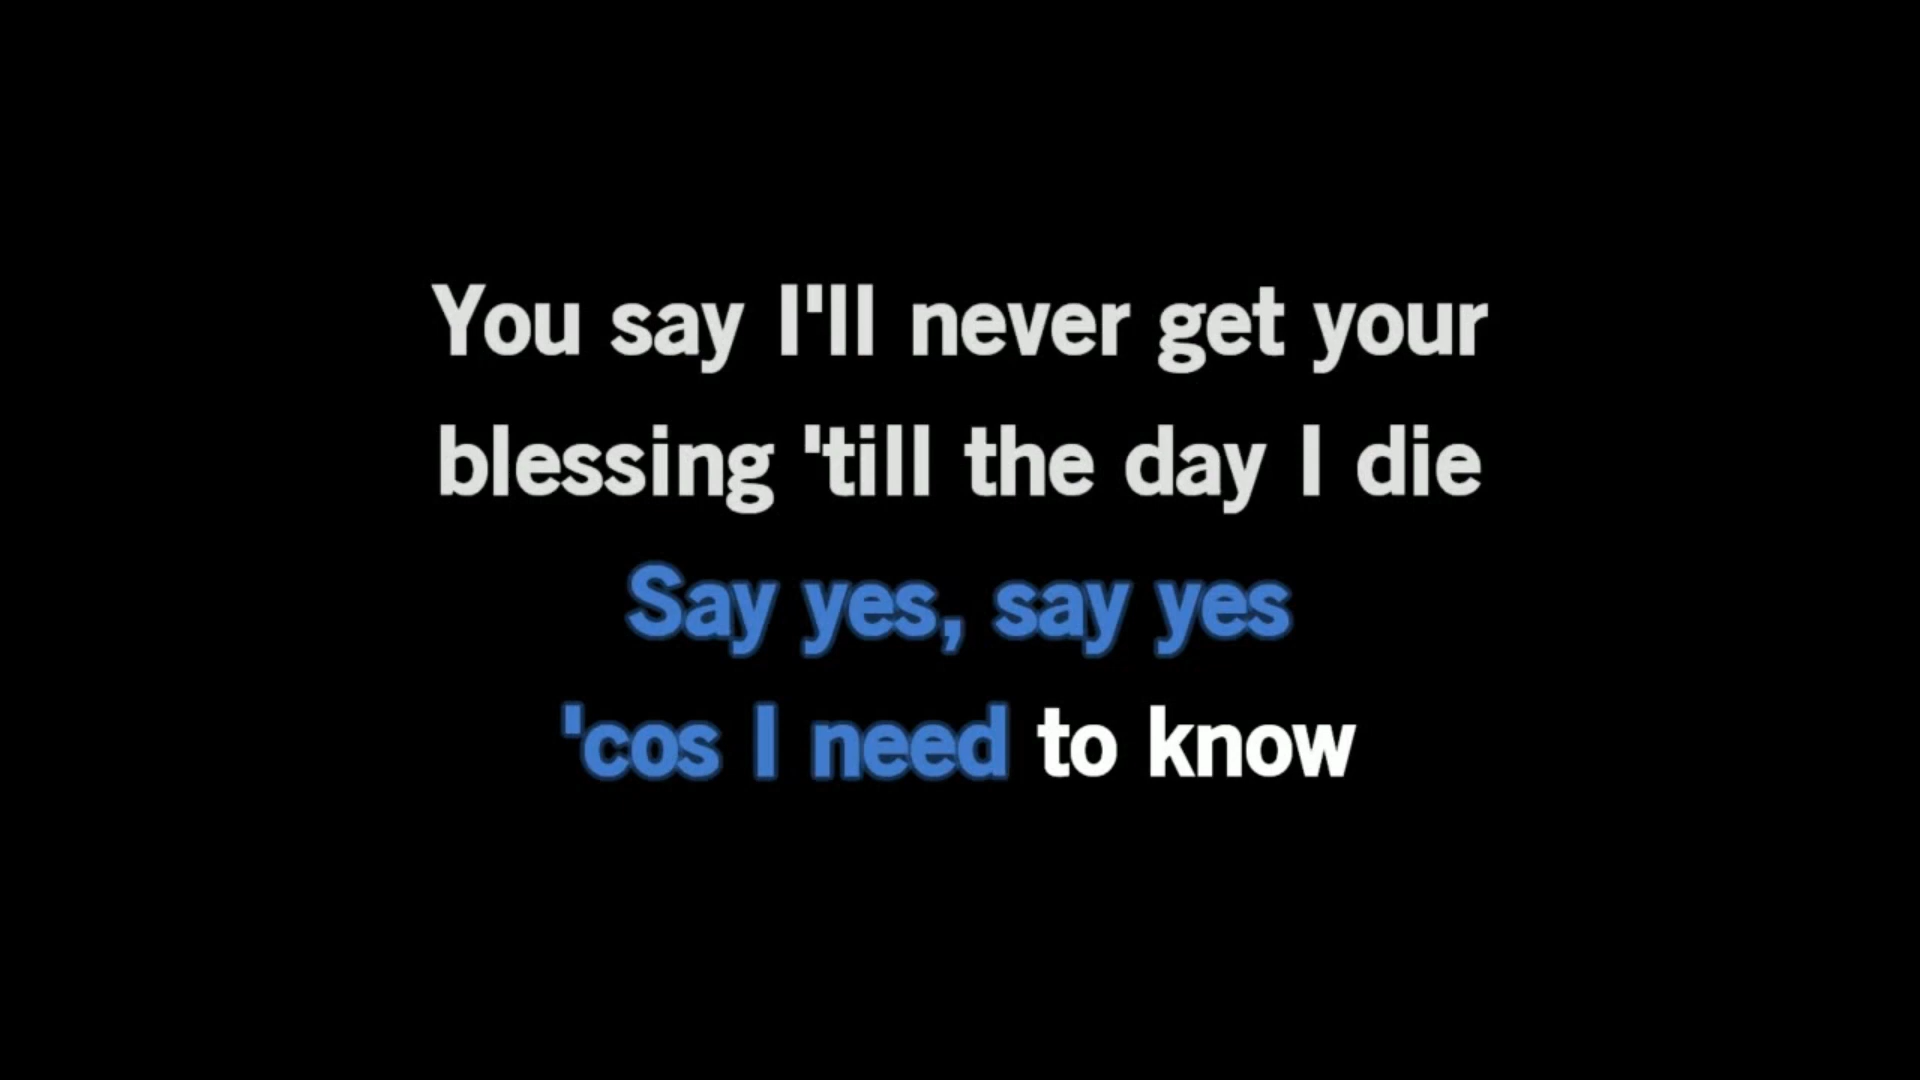 You say I'll never get your
blessing 'till the day I die
Say yes, say yes
'cos I need to know